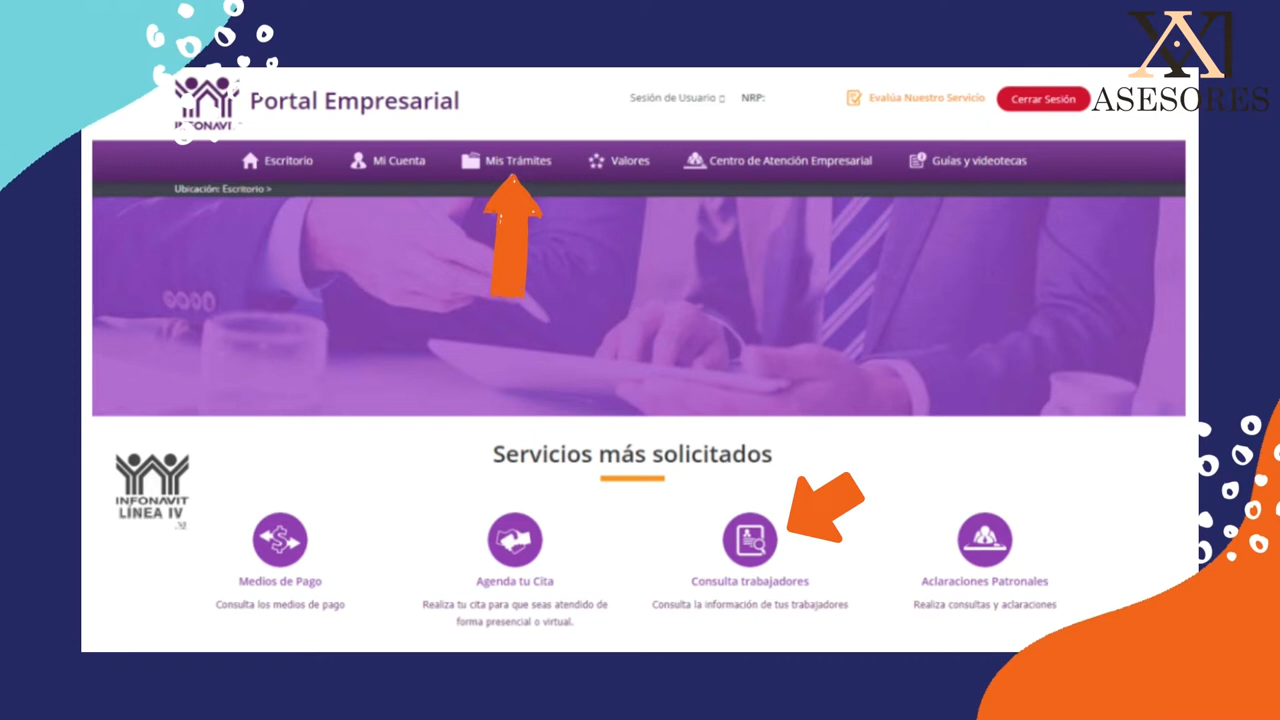 ASESORES
INFONAVIT
Portal Empresarial
Sesión de Usuario
NRP:
Evalúa Nuestro Servicio
Cerrar Sesión
Escritorio
Mi Cuenta
Mis Trámites
Valores
Centro de Atención Empresarial
Guías y videotecas
Ubicación: Escritorio >
Servicios más solicitados
INFONAVIT
LÍNEA IV
Medios de Pago
Consulta los medios de pago
Agenda tu Cita
Realiza tu cita para que seas atendido de
forma presencial o virtual.
Consulta trabajadores
Consulta la información de tus trabajadores
Aclaraciones Patronales
Realiza consultas y aclaraciones